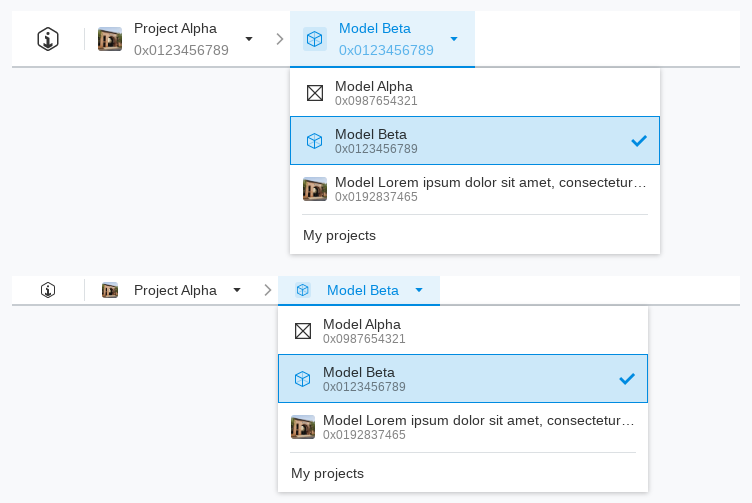 Project Alpha
0x0123456789
Model Beta
0x0123456789
Model Alpha
0x0987654321
Model Beta
0x0123456789
Model Lorem ipsum dolor sit amet, consectetur…
0x0192837465
My projects
Project Alpha
Model Beta
Model Alpha
0x0987654321
Model Beta
0x0123456789
Model Lorem ipsum dolor sit amet, consectetur…
0x0192837465
My projects